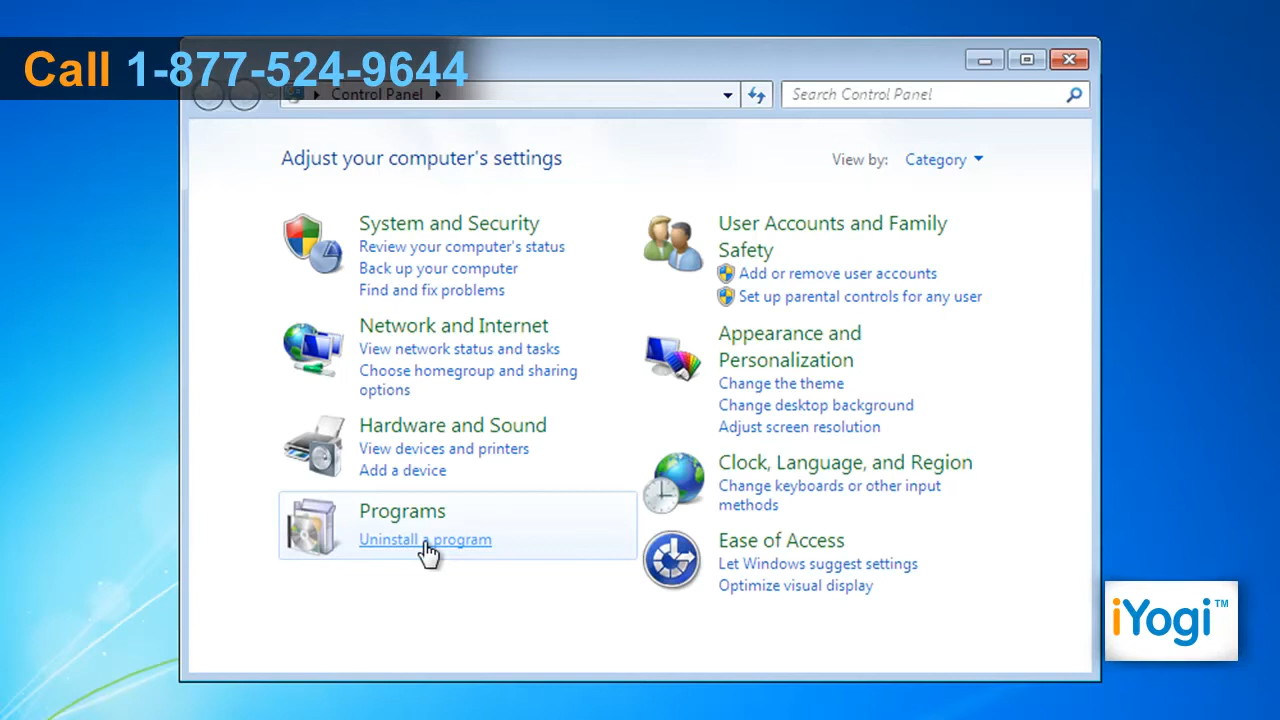 Call 1-877-524-9644
Control Panel
Search Control Panel
Adjust your computer's settings
View by: Category
System and Security
Review your computer's status
Back up your computer
Find and fix problems
Network and Internet
View network status and tasks
Choose homegroup and sharing
options
Hardware and Sound
View devices and printers
Add a device
Programs
Uninstall a program
User Accounts and Family
Safety
Add or remove user accounts
Set up parental controls for any user
Appearance and
Personalization
Change the theme
Change desktop background
Adjust screen resolution
Clock, Language, and Region
Change keyboards or other input
methods
Ease of Access
Let Windows suggest settings
Optimize visual display
iYogi™